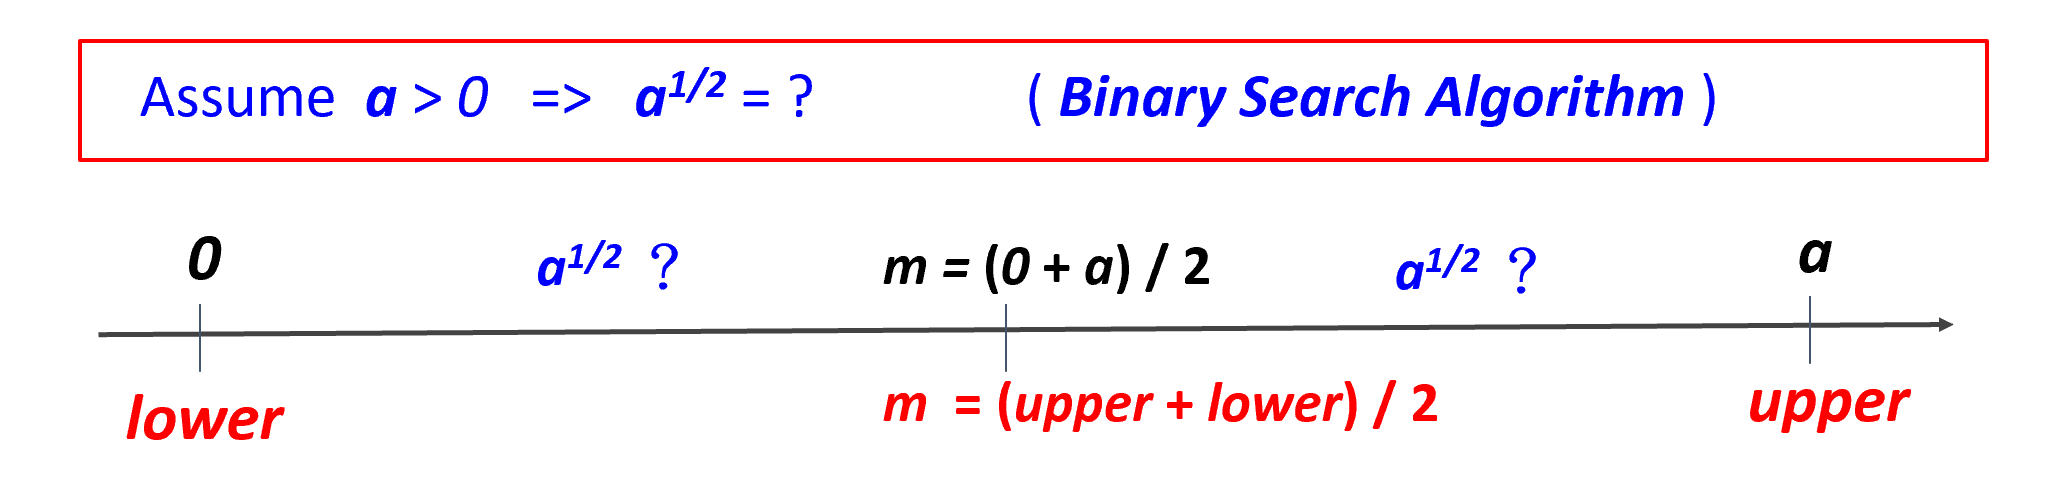 Assume a > 0 => a^1/2 = ? ( Binary Search Algorithm )
0 a^1/2 ? m = (0 + a) / 2 a^1/2 ? a
lower m = (upper + lower) / 2 upper